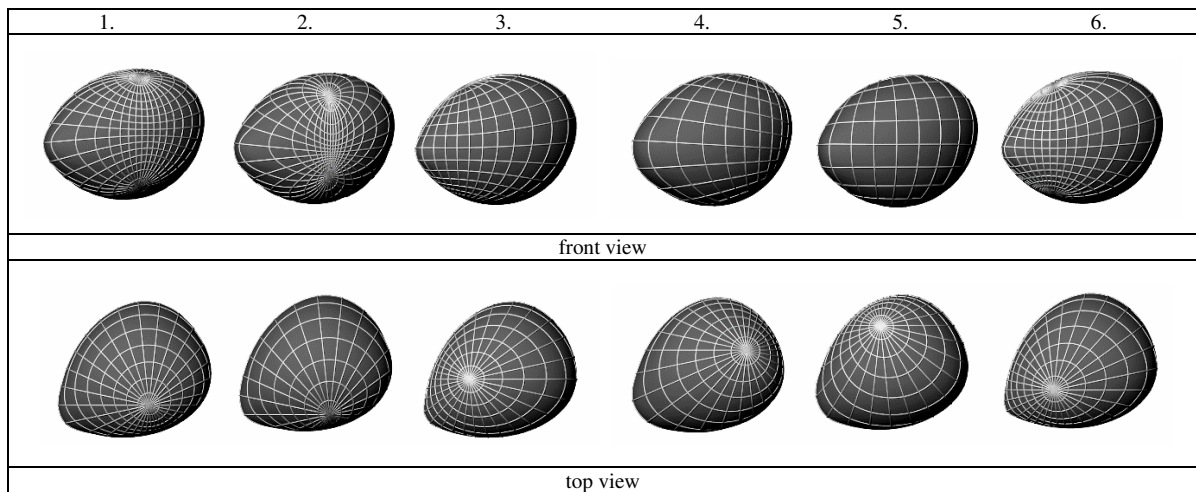 1. 2. 3. 4. 5. 6.
front view
top view